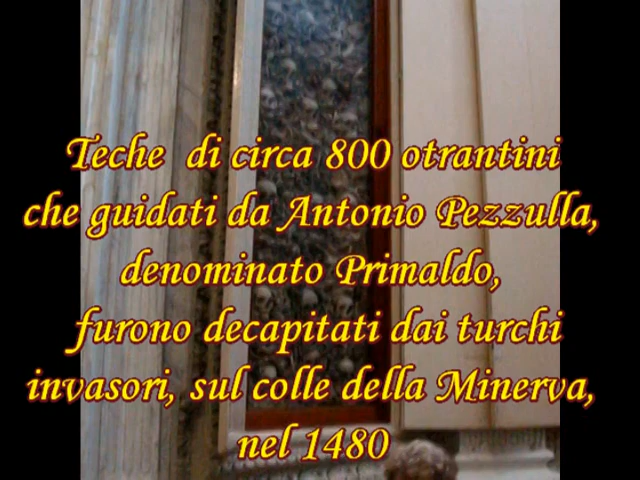 Teche di circa 800 otrantini
che guidati da Antonio Pezzulla,
denominato Primaldo,
furono decapitati dai turchi
invasori, sul colle della Minerva,
nel 1480